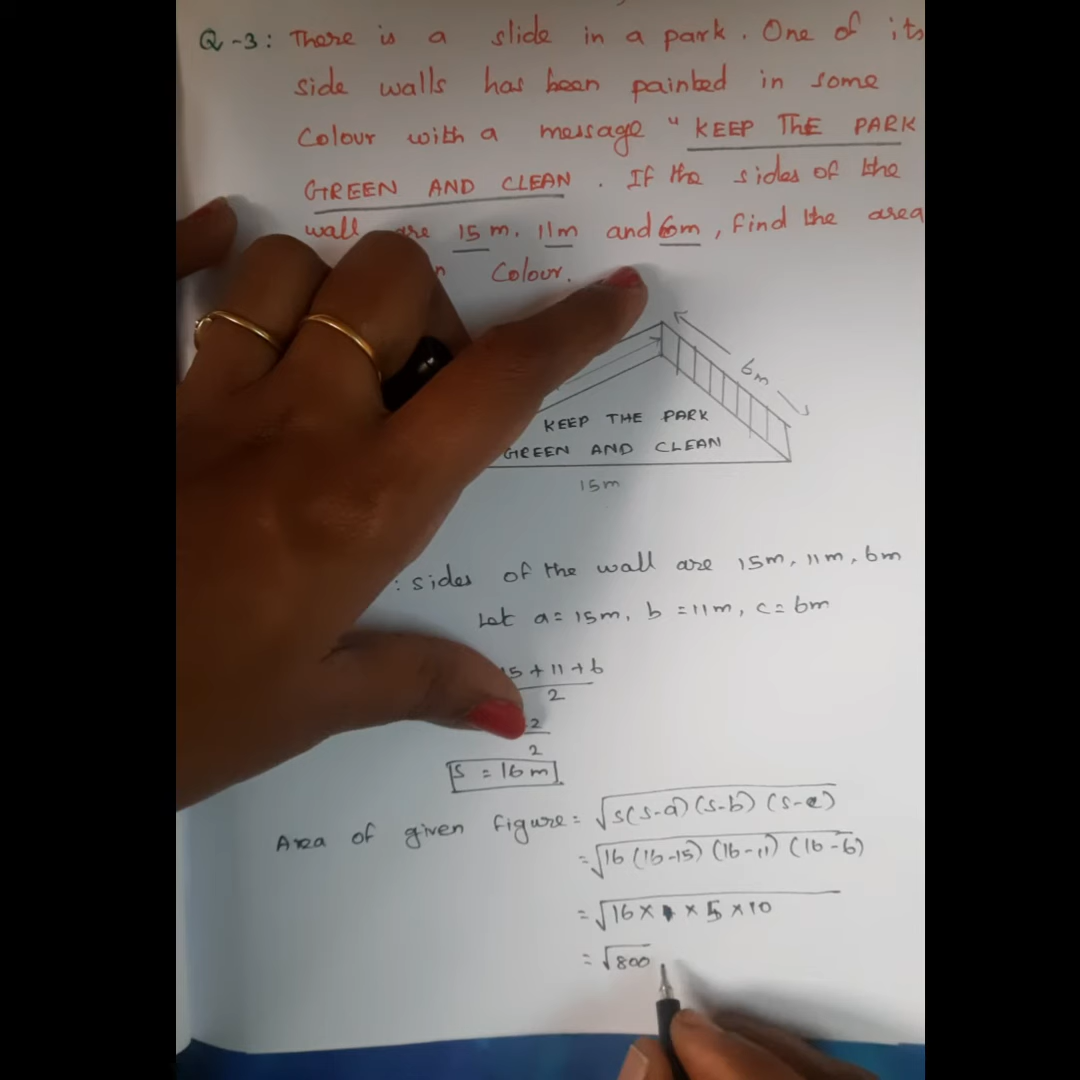 Q-3: There is a slide in a park. One of its
side walls has been painted in some
Colour with a message "KEEP THE PARK
GREEN AND CLEAN. If the sides of the
wall are 15m, 11m and 6m, find the area
Colour.
6m
KEEP THE PARK
GREEN AND CLEAN
15m
: sides of the wall are 15m, 11m, 6m
Let a = 15m, b = 11m, c = 6m
15 + 11 + 6
2
2
2
S = 16m
Area of given figure = √S(S-a)(S-b)(S-c)
= √16(16-15)(16-11)(16-6)
= √16 × 1 × 5 × 10
= √800